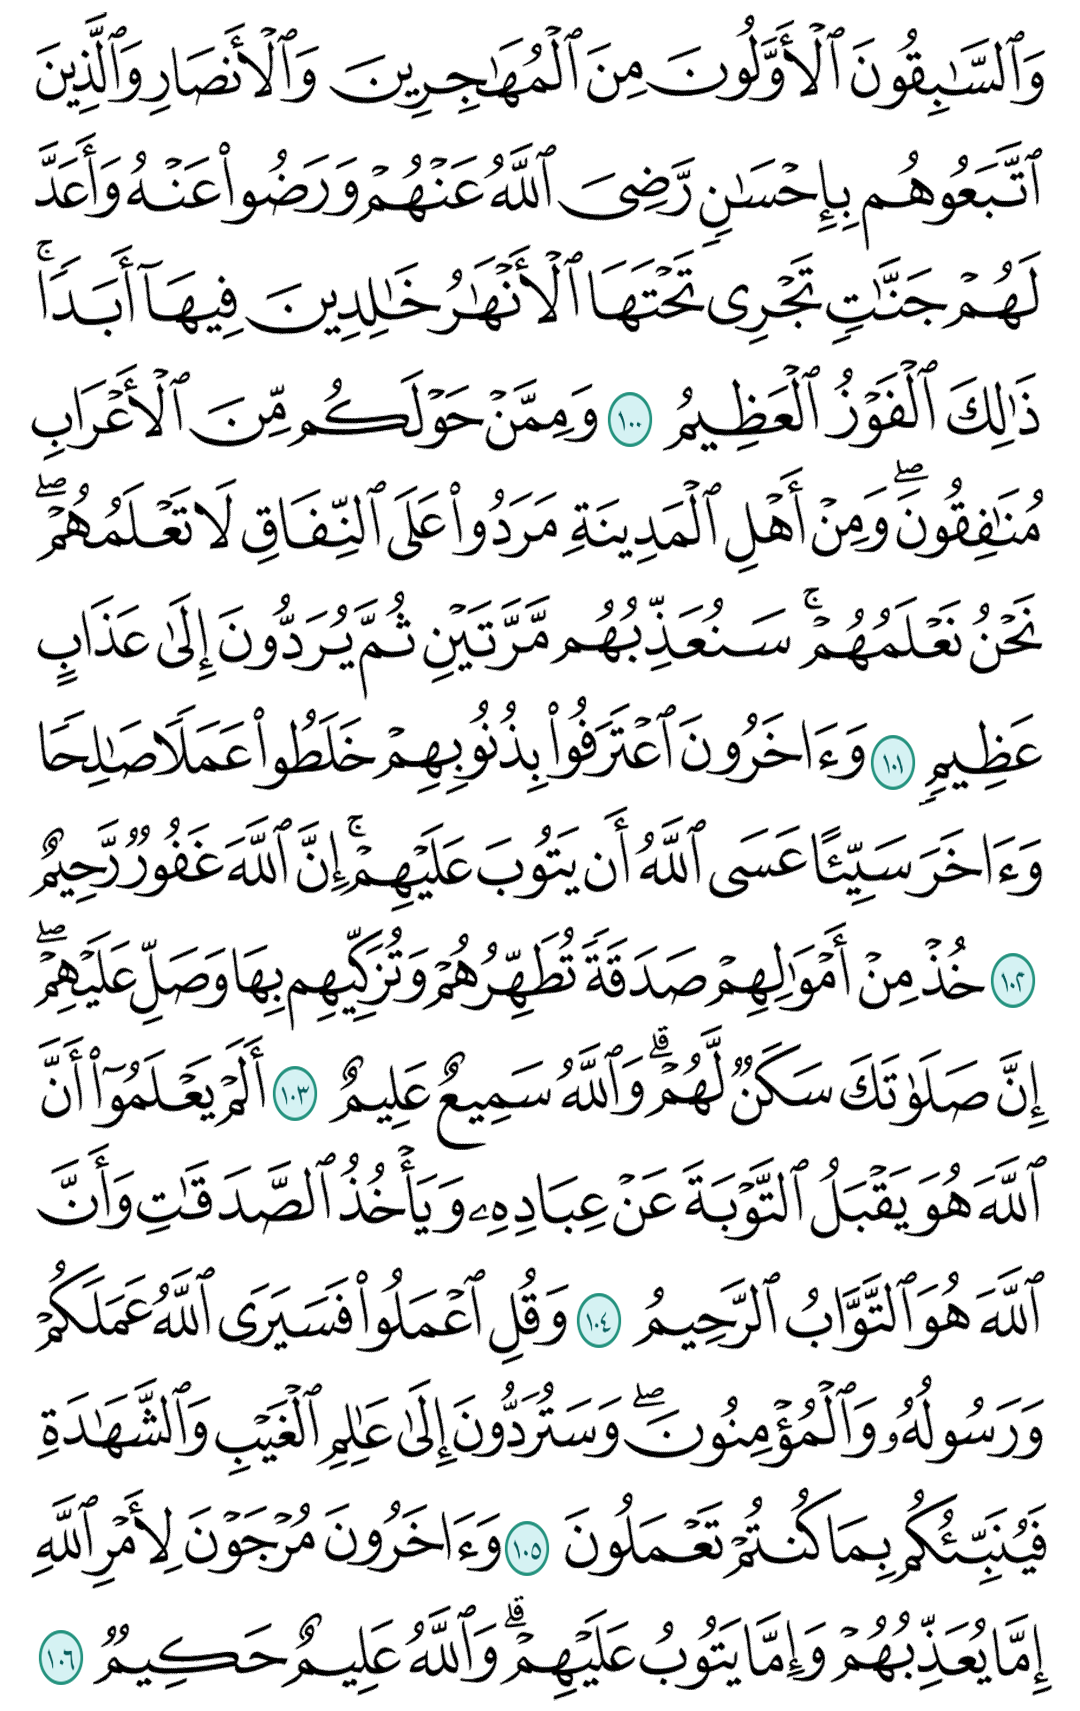 وَٱلسَّٰبِقُونَ ٱلْأَوَّلُونَ مِنَ ٱلْمُهَٰجِرِينَ وَٱلْأَنصَارِ وَٱلَّذِينَ
ٱتَّبَعُوهُم بِإِحْسَٰنٍ رَّضِىَ ٱللَّهُ عَنْهُمْ وَرَضُوا۟ عَنْهُ وَأَعَدَّ
لَهُمْ جَنَّٰتٍ تَجْرِى تَحْتَهَا ٱلْأَنْهَٰرُ خَٰلِدِينَ فِيهَآ أَبَدًا ۚ
ذَٰلِكَ ٱلْفَوْزُ ٱلْعَظِيمُ ١٠٠ وَمِمَّنْ حَوْلَكُم مِّنَ ٱلْأَعْرَابِ
مُنَٰفِقُونَ ۖ وَمِنْ أَهْلِ ٱلْمَدِينَةِ مَرَدُوا۟ عَلَى ٱلنِّفَاقِ لَا تَعْلَمُهُمْ ۖ
نَحْنُ نَعْلَمُهُمْ ۚ سَنُعَذِّبُهُم مَّرَّتَيْنِ ثُمَّ يُرَدُّونَ إِلَىٰ عَذَابٍ
عَظِيمٍ ١٠١ وَءَاخَرُونَ ٱعْتَرَفُوا۟ بِذُنُوبِهِمْ خَلَطُوا۟ عَمَلًا صَٰلِحًا
وَءَاخَرَ سَيِّئًا عَسَى ٱللَّهُ أَن يَتُوبَ عَلَيْهِمْ ۚ إِنَّ ٱللَّهَ غَفُورٌ رَّحِيمٌ
١٠٢ خُذْ مِنْ أَمْوَٰلِهِمْ صَدَقَةً تُطَهِّرُهُمْ وَتُزَكِّيهِم بِهَا وَصَلِّ عَلَيْهِمْ ۖ
إِنَّ صَلَوٰتَكَ سَكَنٌ لَّهُمْ ۗ وَٱللَّهُ سَمِيعٌ عَلِيمٌ ١٠٣ أَلَمْ يَعْلَمُوٓا۟ أَنَّ
ٱللَّهَ هُوَ يَقْبَلُ ٱلتَّوْبَةَ عَنْ عِبَادِهِۦ وَيَأْخُذُ ٱلصَّدَقَٰتِ وَأَنَّ
ٱللَّهَ هُوَ ٱلتَّوَّابُ ٱلرَّحِيمُ ١٠٤ وَقُلِ ٱعْمَلُوا۟ فَسَيَرَى ٱللَّهُ عَمَلَكُمْ
وَرَسُولُهُۥ وَٱلْمُؤْمِنُونَ ۖ وَسَتُرَدُّونَ إِلَىٰ عَٰلِمِ ٱلْغَيْبِ وَٱلشَّهَٰدَةِ
فَيُنَبِّئُكُم بِمَا كُنتُمْ تَعْمَلُونَ ١٠٥ وَءَاخَرُونَ مُرْجَوْنَ لِأَمْرِ ٱللَّهِ
إِمَّا يُعَذِّبُهُمْ وَإِمَّا يَتُوبُ عَلَيْهِمْ ۗ وَٱللَّهُ عَلِيمٌ حَكِيمٌ ١٠٦